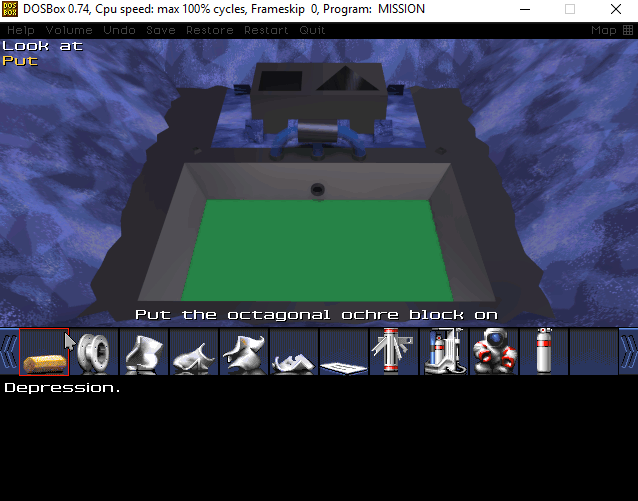 DOS
BOX
DOSBox 0.74, Cpu speed: max 100% cycles, Frameskip 0, Program: MISSION
Help Volume Undo Save Restore Restart Quit Map
Look at
Put
Put the octagonal ochre block on
Depression.